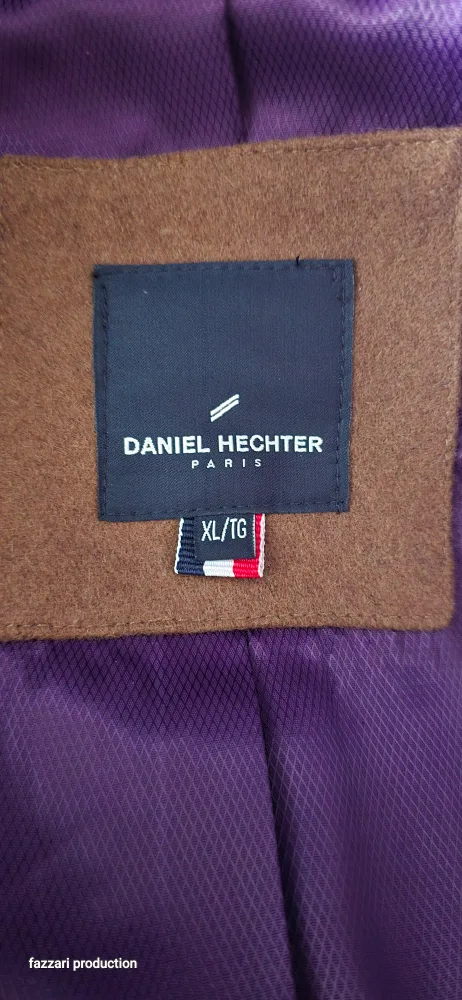 DANIEL HECHTER
PARIS
XL/TG
fazzari production